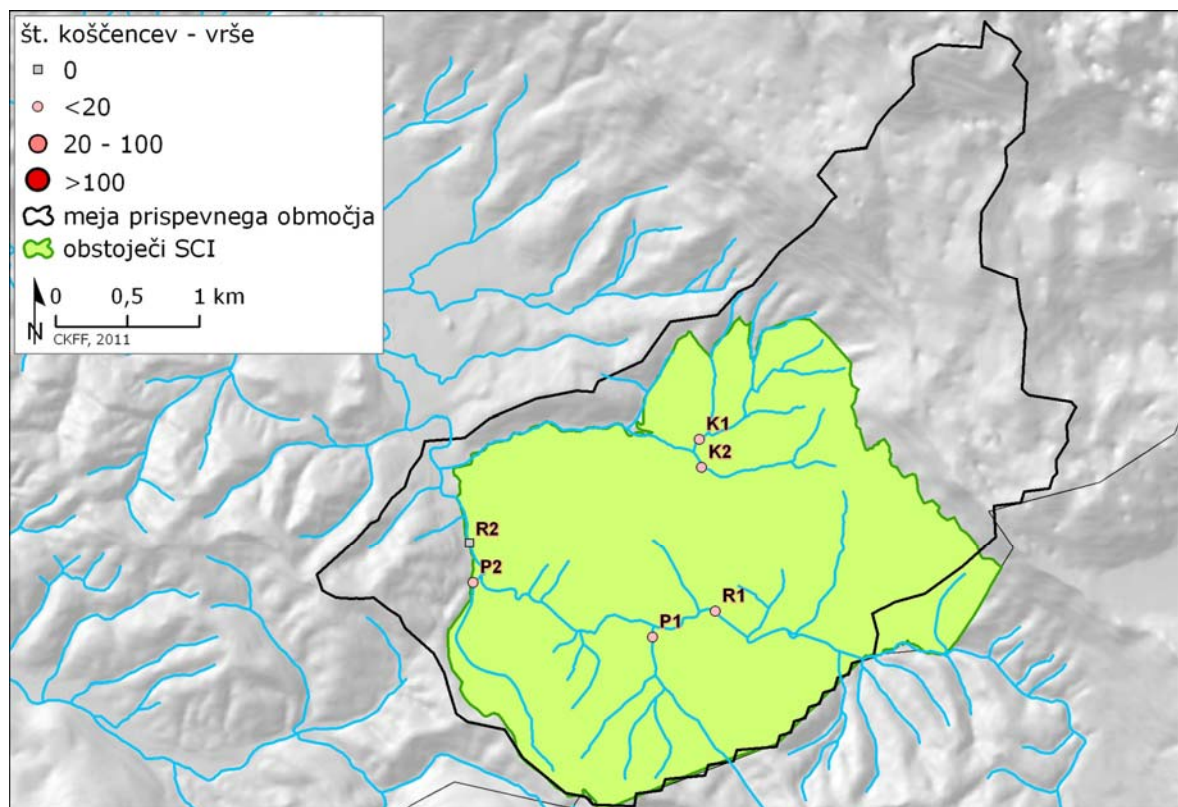 št. koščencev - vrše
0
<20
20 - 100
>100
meja prispevnega območja
obstoječi SCI
0 0,5 1 km
N
CKFF, 2011
K1
K2
R2
P2
R1
P1